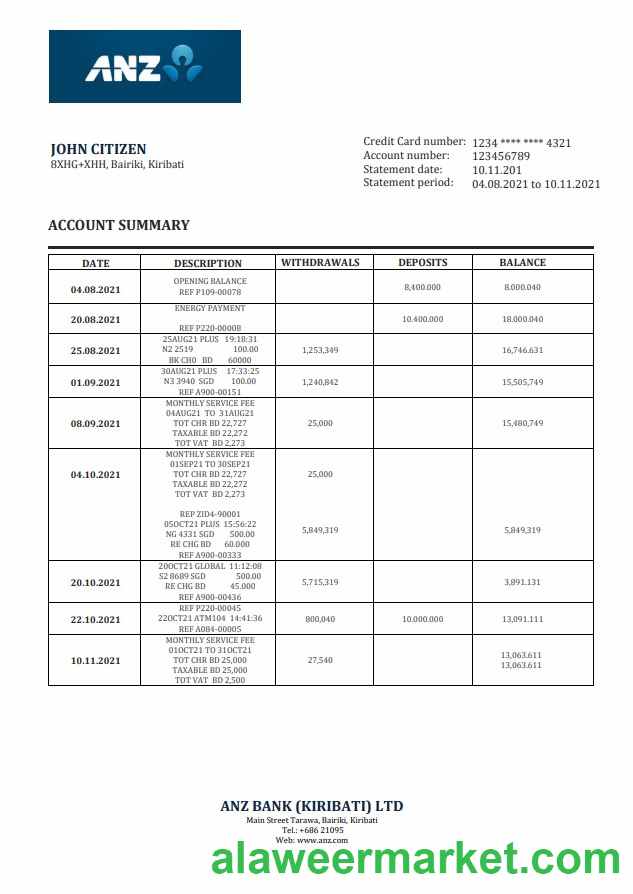 ANZ
JOHN CITIZEN
8XHG+XHH, Bairiki, Kiribati
Credit Card number: 1234 **** **** 4321
Account number: 123456789
Statement date: 10.11.201
Statement period: 04.08.2021 to 10.11.2021
ACCOUNT SUMMARY
DATE DESCRIPTION WITHDRAWALS DEPOSITS BALANCE
OPENING BALANCE
04.08.2021 8,400.000 8.000.040
REF P109-00078
ENERGY PAYMENT
20.08.2021 10.400.000 18.000.040
REF P220-00008
25AUG21 PLUS 19:18:31
25.08.2021 N2 2519 100.00 1,253,349 16,746.631
BK CH0 BD 60000
30AUG21 PLUS 17:33:25
01.09.2021 N3 3940 SGD 100.00 1,240,842 15,505,749
REF A900-00151
MONTHLY SERVICE FEE
04AUG21 TO 31AUG21
08.09.2021 TOT CHR BD 22,727 25,000 15,480,749
TAXABLE BD 22,272
TOT VAT BD 2,273
MONTHLY SERVICE FEE
01SEP21 TO 30SEP21
04.10.2021 TOT CHR BD 22,727 25,000
TAXABLE BD 22,272
TOT VAT BD 2,273
REP ZID4-90001
05OCT21 PLUS 15:56:22
NG 4331 SGD 500.00 5,849,319 5,849,319
RE CHG BD 60.000
REF A900-00333
20OCT21 GLOBAL 11:12:08
20.10.2021 S2 8689 SGD 500.00 5,715,319 3,891.131
RE CHG BD 45.000
REF A900-00436
REF P220-00045
22.10.2021 22OCT21 ATM104 14:41:36 800,040 10.000.000 13,091.111
REF A084-00005
MONTHLY SERVICE FEE
01OCT21 TO 31OCT21
10.11.2021 TOT CHR BD 25,000 27,540 13,063.611
TAXABLE BD 25,000 13,063.611
TOT VAT BD 2,500
ANZ BANK (KIRIBATI) LTD
Main Street Tarawa, Bairiki, Kiribati
Tel.: +686 21095
Web: www.anz.com
alaweermarket.com